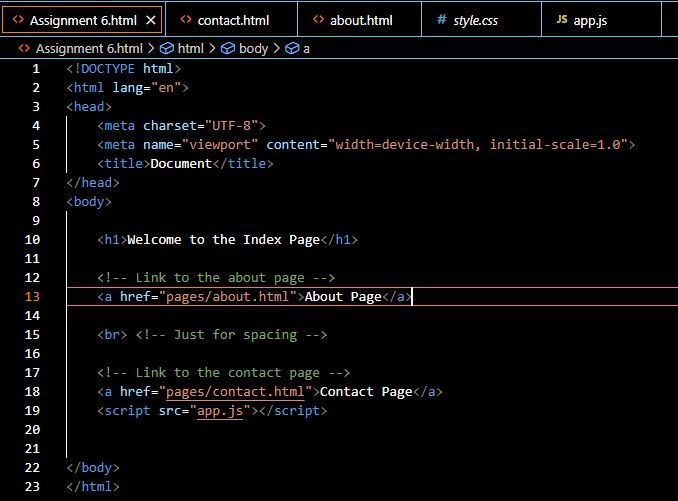 Assignment 6.html × contact.html about.html # style.css JS app.js
Assignment 6.html > html > body > a
1 <!DOCTYPE html>
2 <html lang="en">
3 <head>
4 <meta charset="UTF-8">
5 <meta name="viewport" content="width=device-width, initial-scale=1.0">
6 <title>Document</title>
7 </head>
8 <body>
9
10 <h1>Welcome to the Index Page</h1>
11
12 <!-- Link to the about page -->
13 <a href="pages/about.html">About Page</a>
14
15 <br> <!-- Just for spacing -->
16
17 <!-- Link to the contact page -->
18 <a href="pages/contact.html">Contact Page</a>
19 <script src="app.js"></script>
20
21
22 </body>
23 </html>